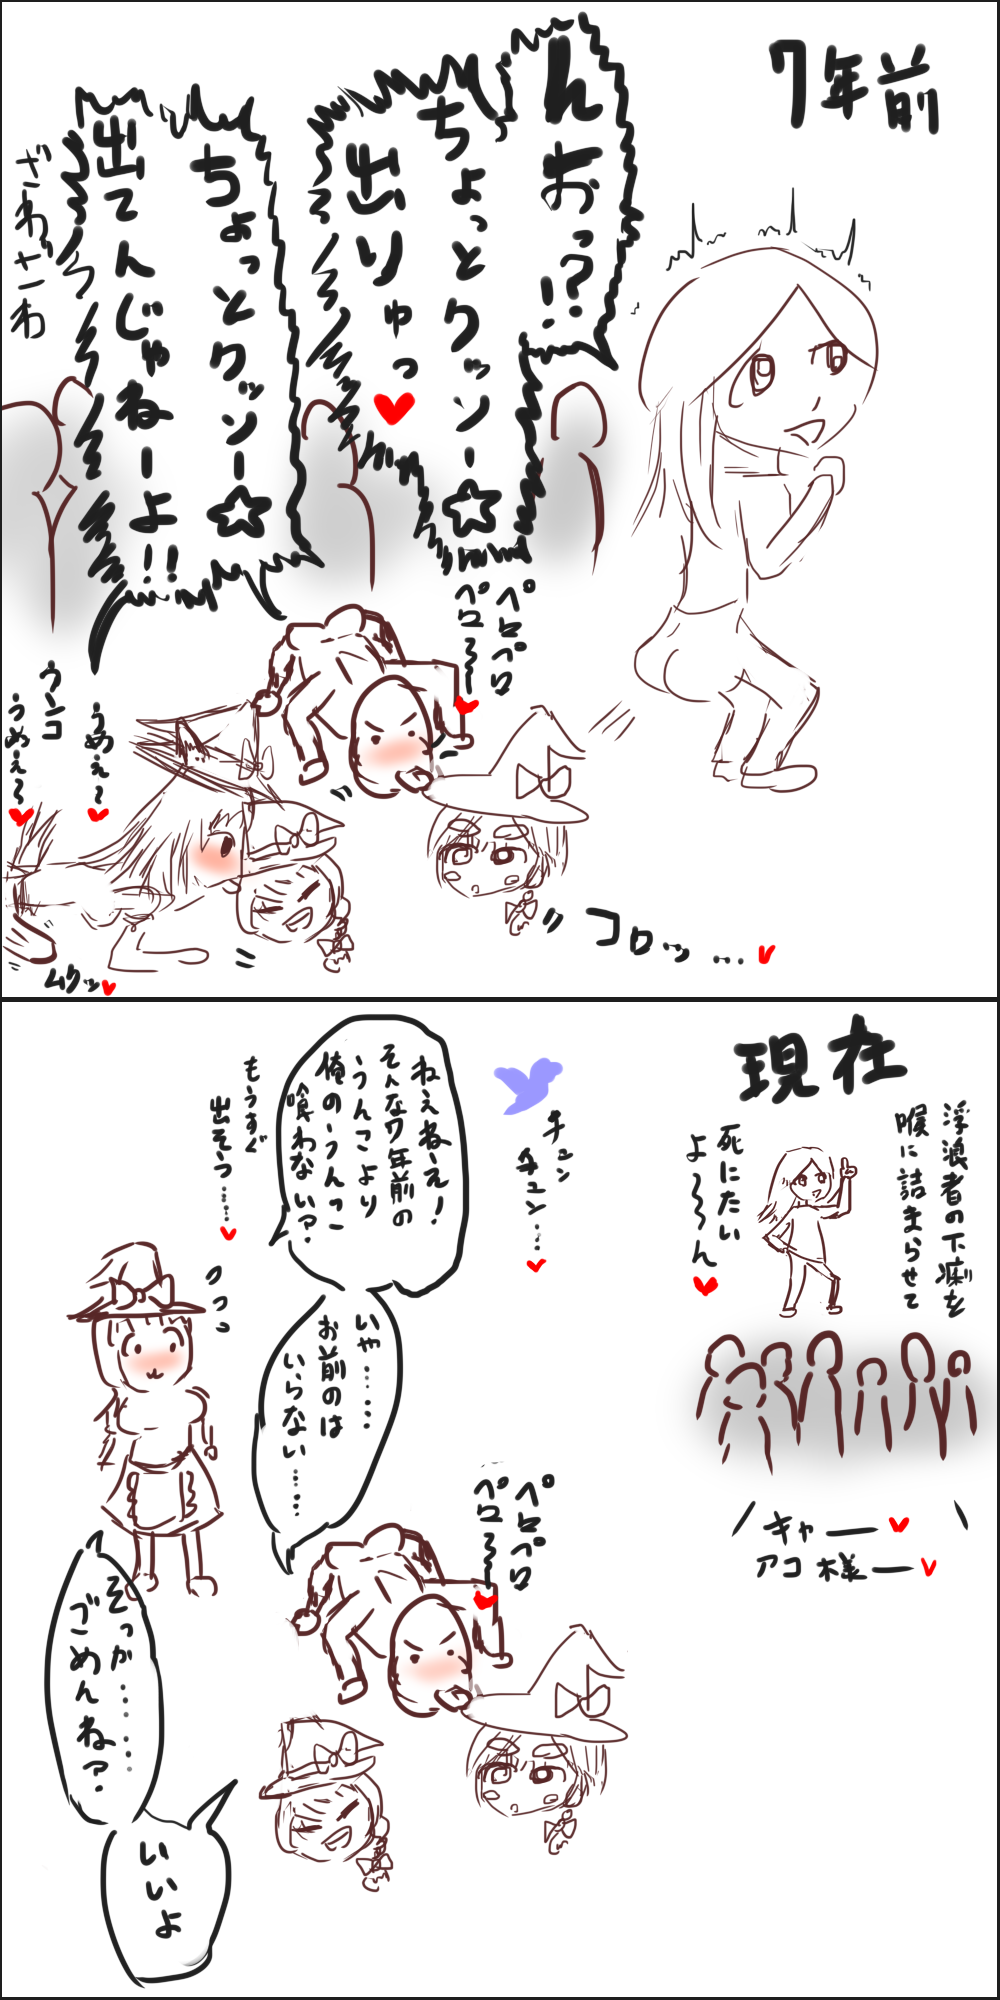 7年前
んおっ?!
ちょっとクッソー☆
出りゅっ♥
ちょっとクッソー☆
出てんじゃねーよ!!
ざわざわ
ペロペロ
ペロ~♥
ウンコ
うめぇ~♥
うめぇ~♥
ムクッ♥
コロッ…♥
現在
浮浪者の下痢を
喉に詰まらせて
死にたい
よ~~ん♥
キャー♥
アコ様ー♥
チュン
チュン…♥
ねぇねぇ!
そんな7年前の
うんこより
俺のうんこ
喰わない?
もうすぐ
出そう……♥
いや……
お前のは
いらない……
ペロペロ
ペロ~♥
そっか……
ごめんね?
いいよ